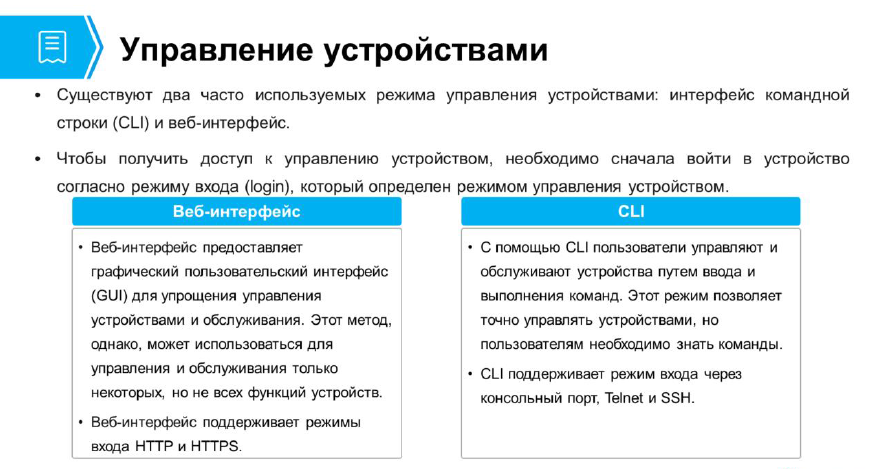 Управление устройствами
• Существуют два часто используемых режима управления устройствами: интерфейс командной
строки (CLI) и веб-интерфейс.
• Чтобы получить доступ к управлению устройством, необходимо сначала войти в устройство
согласно режиму входа (login), который определен режимом управления устройством.
Веб-интерфейс
• Веб-интерфейс предоставляет
графический пользовательский интерфейс
(GUI) для упрощения управления
устройствами и обслуживания. Этот метод,
однако, может использоваться для
управления и обслуживания только
некоторых, но не всех функций устройств.
• Веб-интерфейс поддерживает режимы
входа HTTP и HTTPS.
CLI
• С помощью CLI пользователи управляют и
обслуживают устройства путем ввода и
выполнения команд. Этот режим позволяет
точно управлять устройствами, но
пользователям необходимо знать команды.
• CLI поддерживает режим входа через
консольный порт, Telnet и SSH.